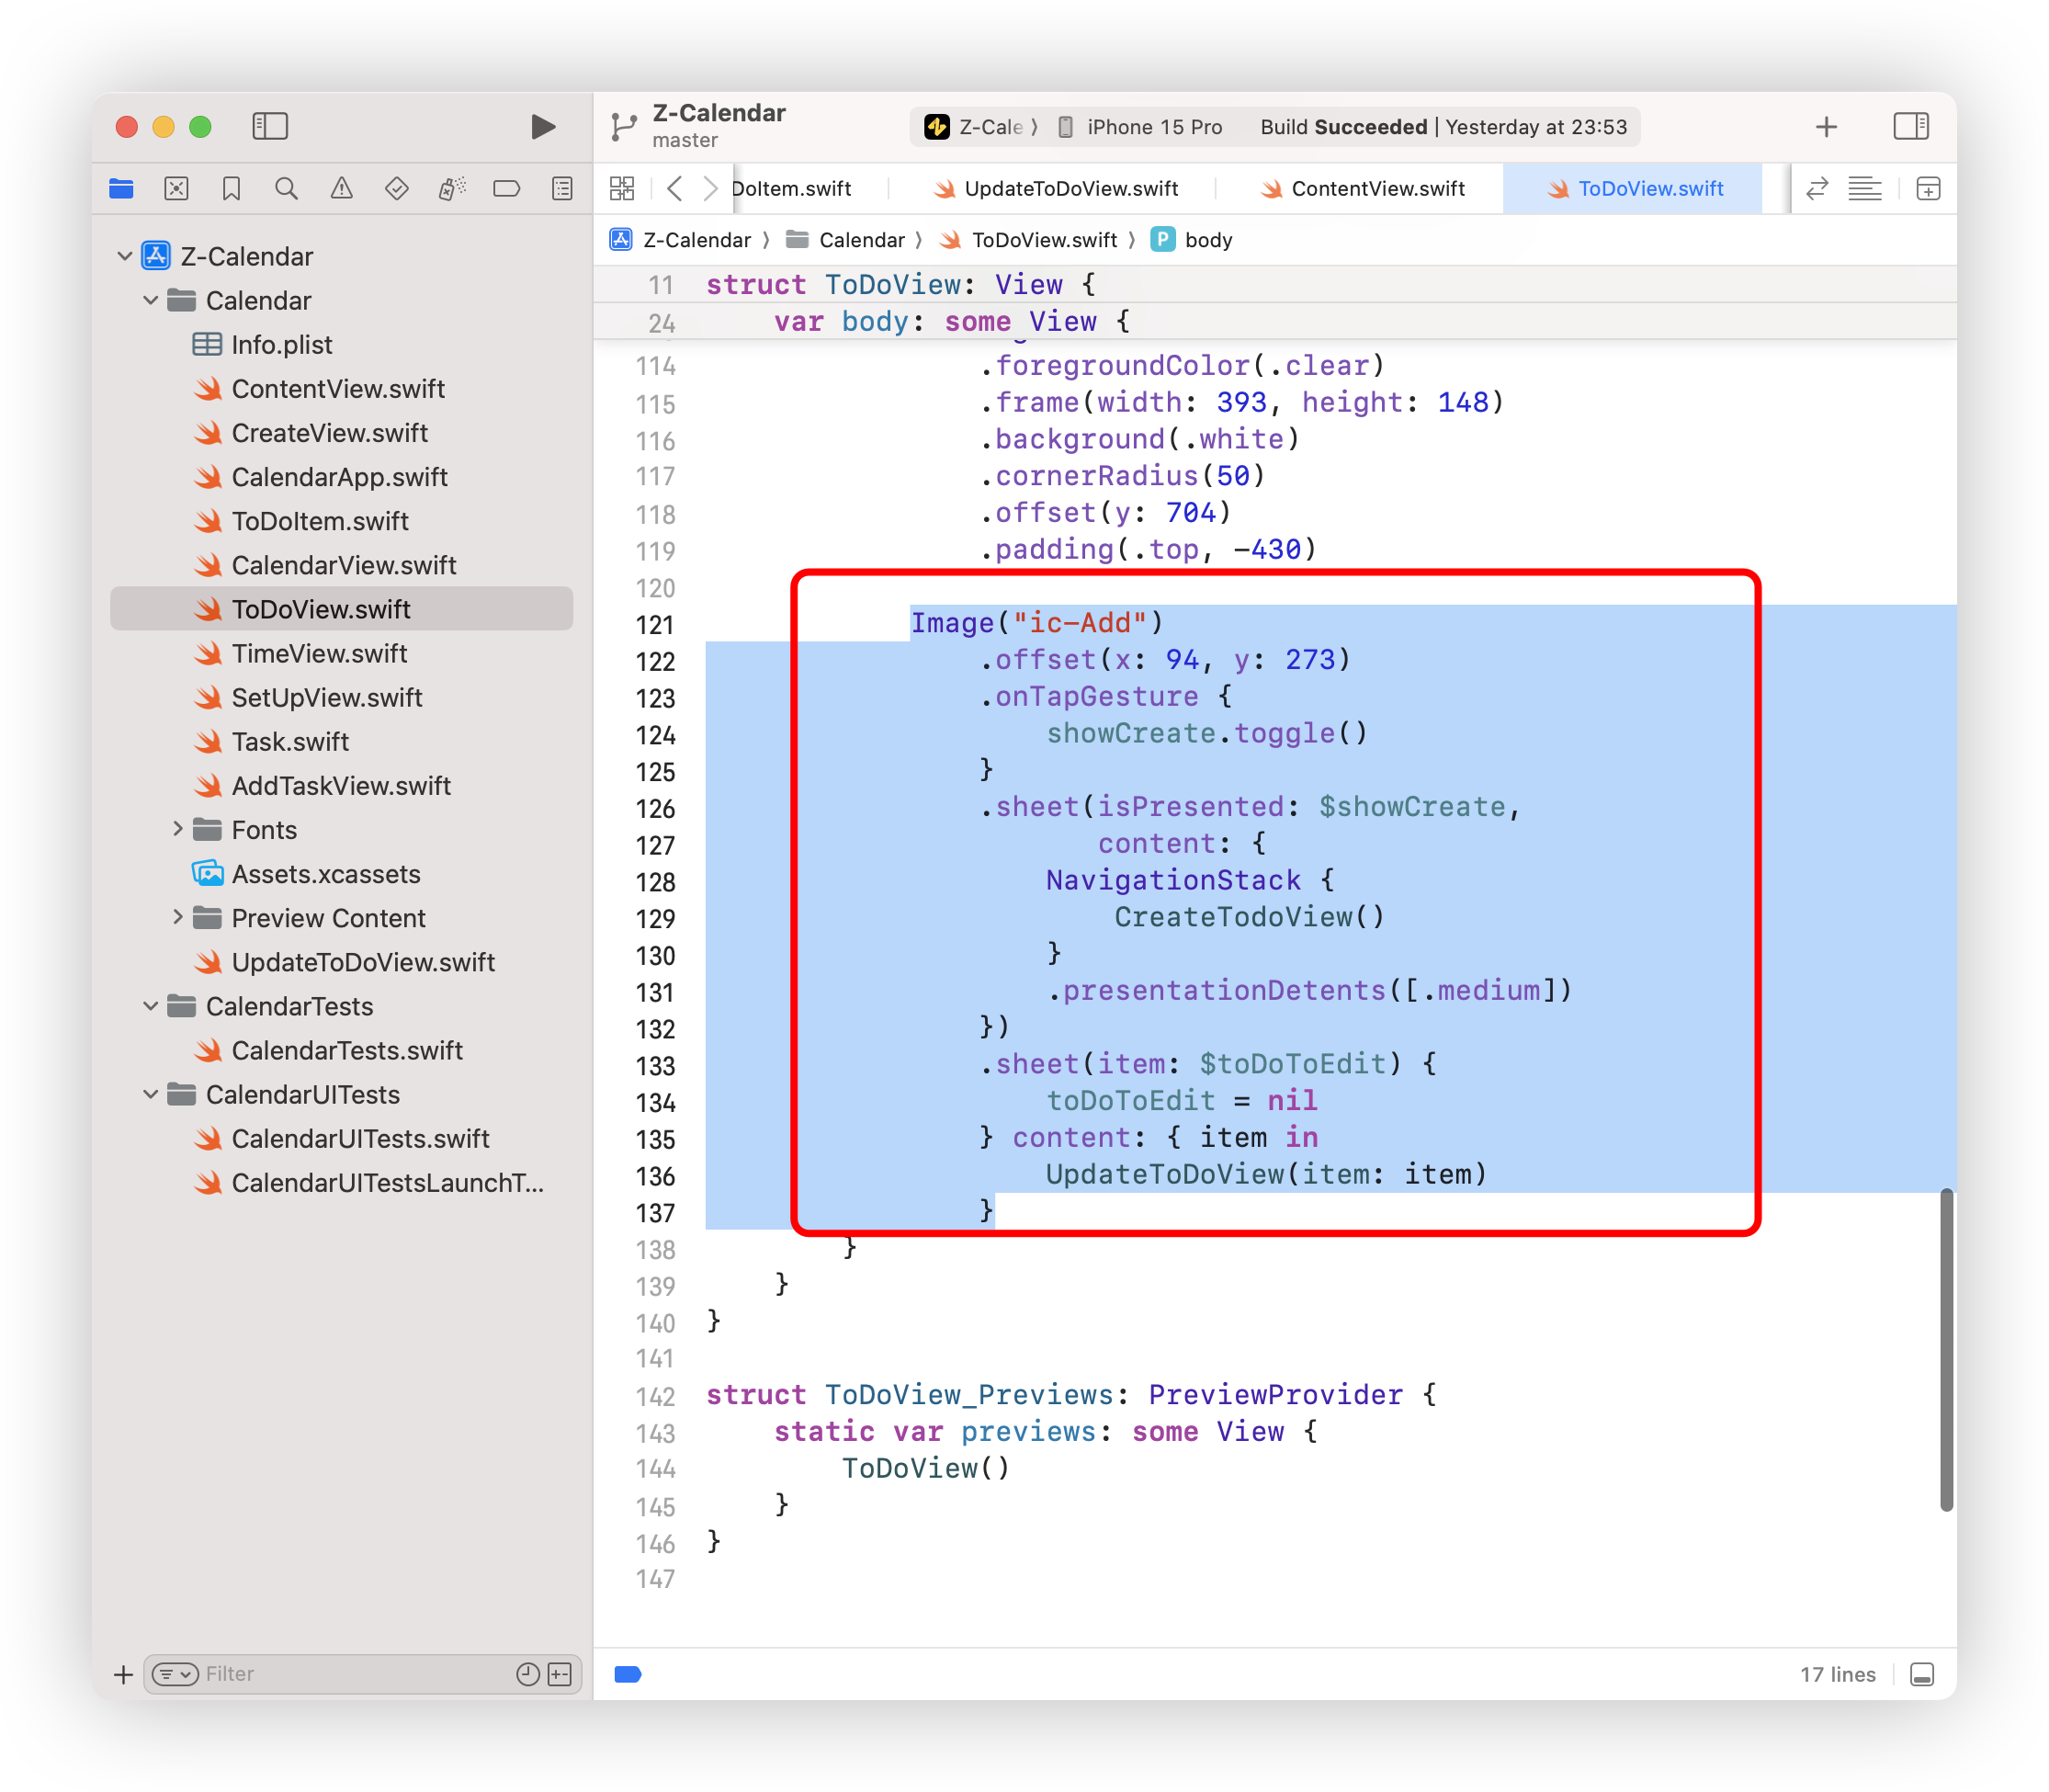 Z-Calendar
master
Z-Cale
iPhone 15 Pro
Build Succeeded | Yesterday at 23:53
DoItem.swift
UpdateToDoView.swift
ContentView.swift
ToDoView.swift
Z-Calendar
Calendar
ToDoView.swift
P
body
Z-Calendar
Calendar
Info.plist
ContentView.swift
CreateView.swift
CalendarApp.swift
ToDoItem.swift
CalendarView.swift
ToDoView.swift
TimeView.swift
SetUpView.swift
Task.swift
AddTaskView.swift
Fonts
Assets.xcassets
Preview Content
UpdateToDoView.swift
CalendarTests
CalendarTests.swift
CalendarUITests
CalendarUITests.swift
CalendarUITestsLaunchT...
Filter
11 struct ToDoView: View {
24 var body: some View {
114 .foregroundColor(.clear)
115 .frame(width: 393, height: 148)
116 .background(.white)
117 .cornerRadius(50)
118 .offset(y: 704)
119 .padding(.top, -430)
120
121 Image("ic-Add")
122 .offset(x: 94, y: 273)
123 .onTapGesture {
124 showCreate.toggle()
125 }
126 .sheet(isPresented: $showCreate,
127 content: {
128 NavigationStack {
129 CreateTodoView()
130 }
131 .presentationDetents([.medium])
132 })
133 .sheet(item: $toDoToEdit) {
134 toDoToEdit = nil
135 } content: { item in
136 UpdateToDoView(item: item)
137 }
138 }
139 }
140 }
141
142 struct ToDoView_Previews: PreviewProvider {
143 static var previews: some View {
144 ToDoView()
145 }
146 }
147
17 lines